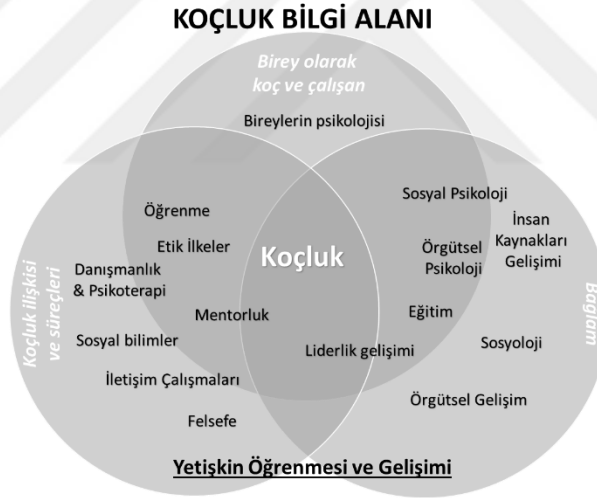 KOÇLUK BİLGİ ALANI
Birey olarak
koç ve çalışan
Bireylerin psikolojisi
Sosyal Psikoloji
Öğrenme
İnsan
Kaynakları
Gelişimi
Etik İlkeler
Koçluk
Örgütsel
Psikoloji
Koçluk ilişkisi
ve süreçleri
Danışmanlık
& Psikoterapi
Bağlam
Mentorluk
Eğitim
Sosyal bilimler
Liderlik gelişimi
Sosyoloji
İletişim Çalışmaları
Örgütsel Gelişim
Felsefe
Yetişkin Öğrenmesi ve Gelişimi